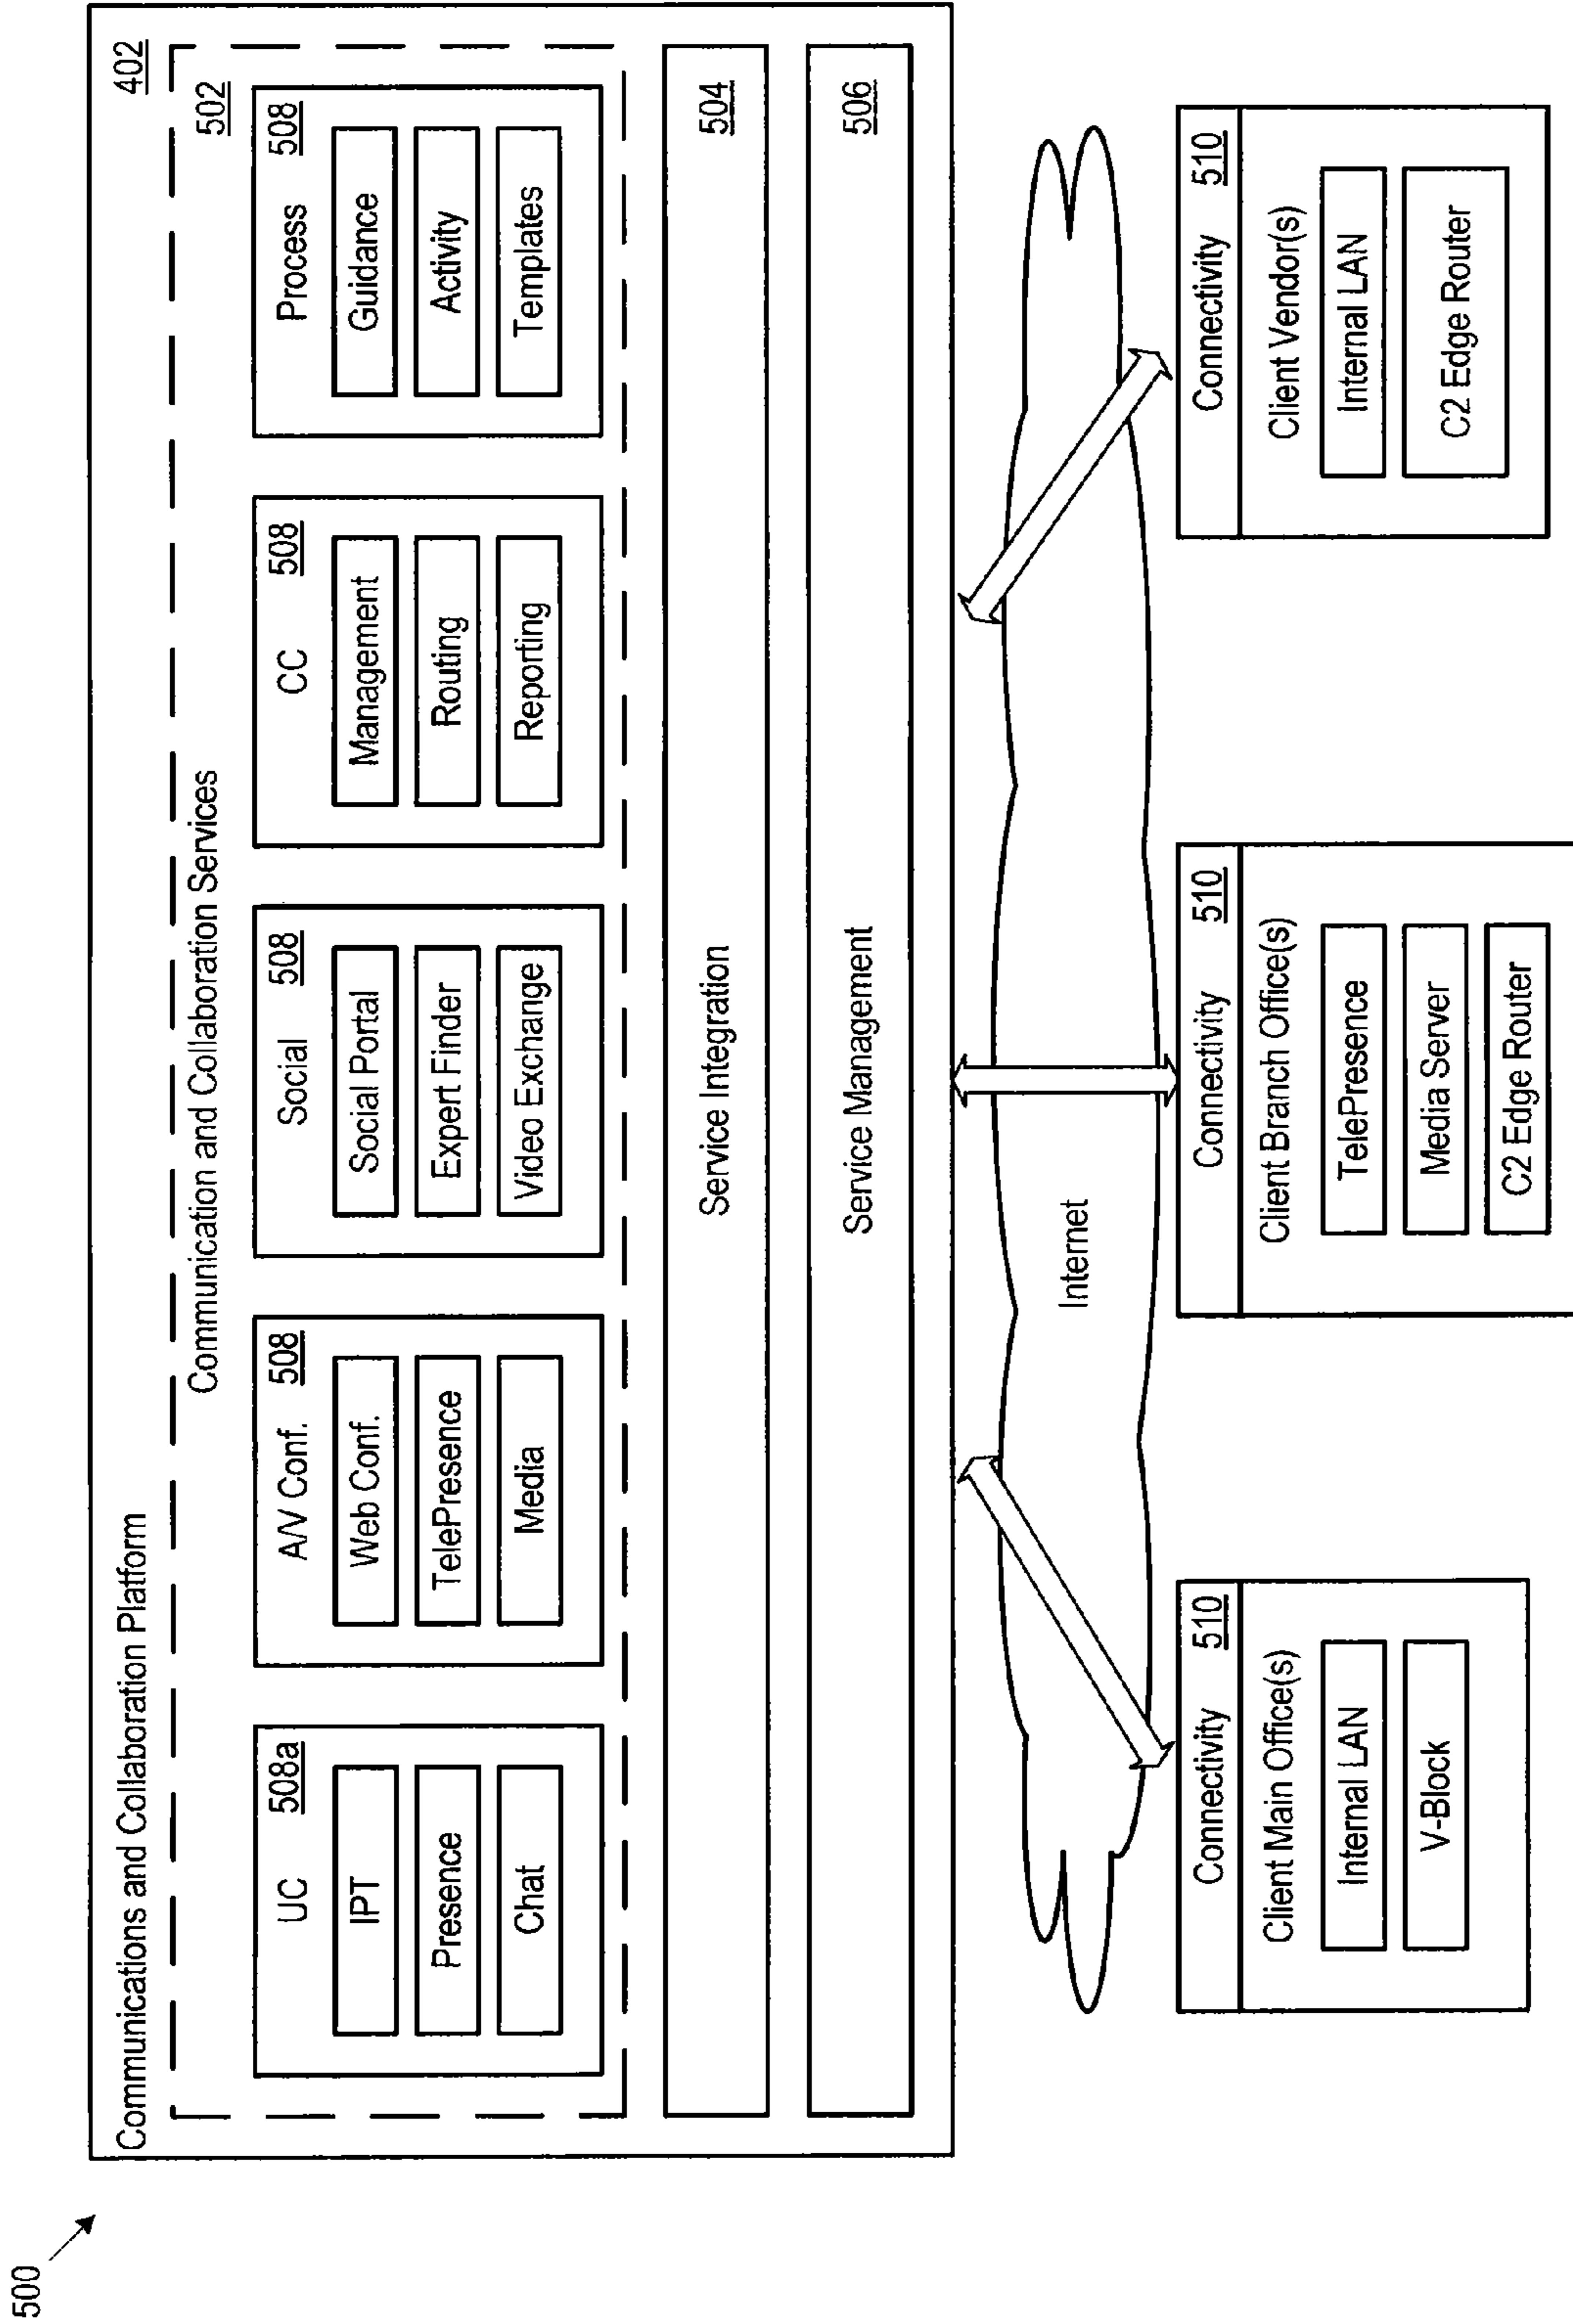 500
Communications and Collaboration Platform
402
Communication and Collaboration Services
502
UC
508a
IPT
Presence
Chat
A/V Conf.
508
Web Conf.
TelePresence
Media
Social
508
Social Portal
Expert Finder
Video Exchange
CC
508
Management
Routing
Reporting
Process
508
Guidance
Activity
Templates
Service Integration
504
Service Management
506
Internet
Connectivity
510
Client Main Office(s)
Internal LAN
V-Block
Connectivity
510
Client Branch Office(s)
TelePresence
Media Server
C2 Edge Router
Connectivity
510
Client Vendor(s)
Internal LAN
C2 Edge Router